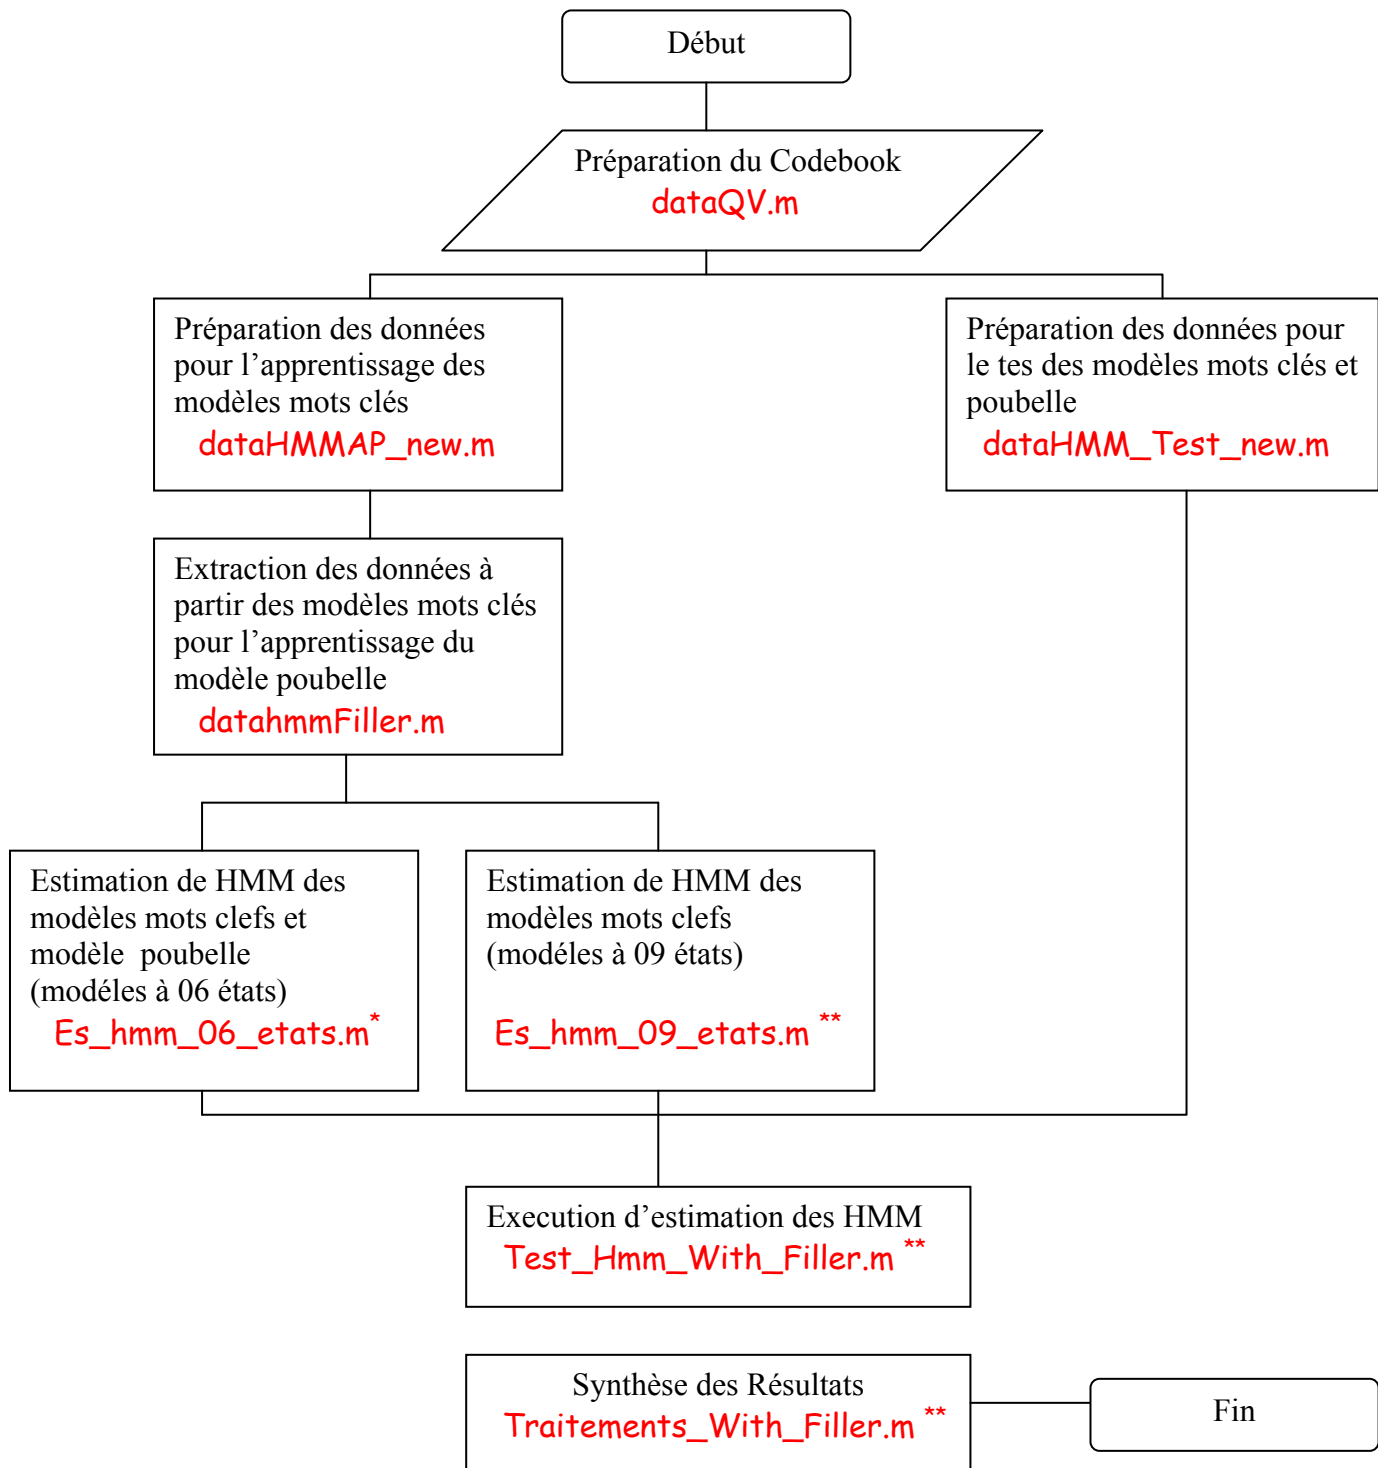 Début
Préparation du Codebook
dataQV.m
Préparation des données
pour l’apprentissage des
modèles mots clés
dataHMMAP_new.m
Préparation des données pour
le tes des modèles mots clés et
poubelle
dataHMM_Test_new.m
Extraction des données à
partir des modèles mots clés
pour l’apprentissage du
modèle poubelle
datahmmFiller.m
Estimation de HMM des
modèles mots clefs et
modèle poubelle
(modéles à 06 états)
Es_hmm_06_etats.m*
Estimation de HMM des
modèles mots clefs
(modéles à 09 états)
Es_hmm_09_etats.m **
Execution d’estimation des HMM
Test_Hmm_With_Filler.m **
Synthèse des Résultats
Traitements_With_Filler.m **
Fin